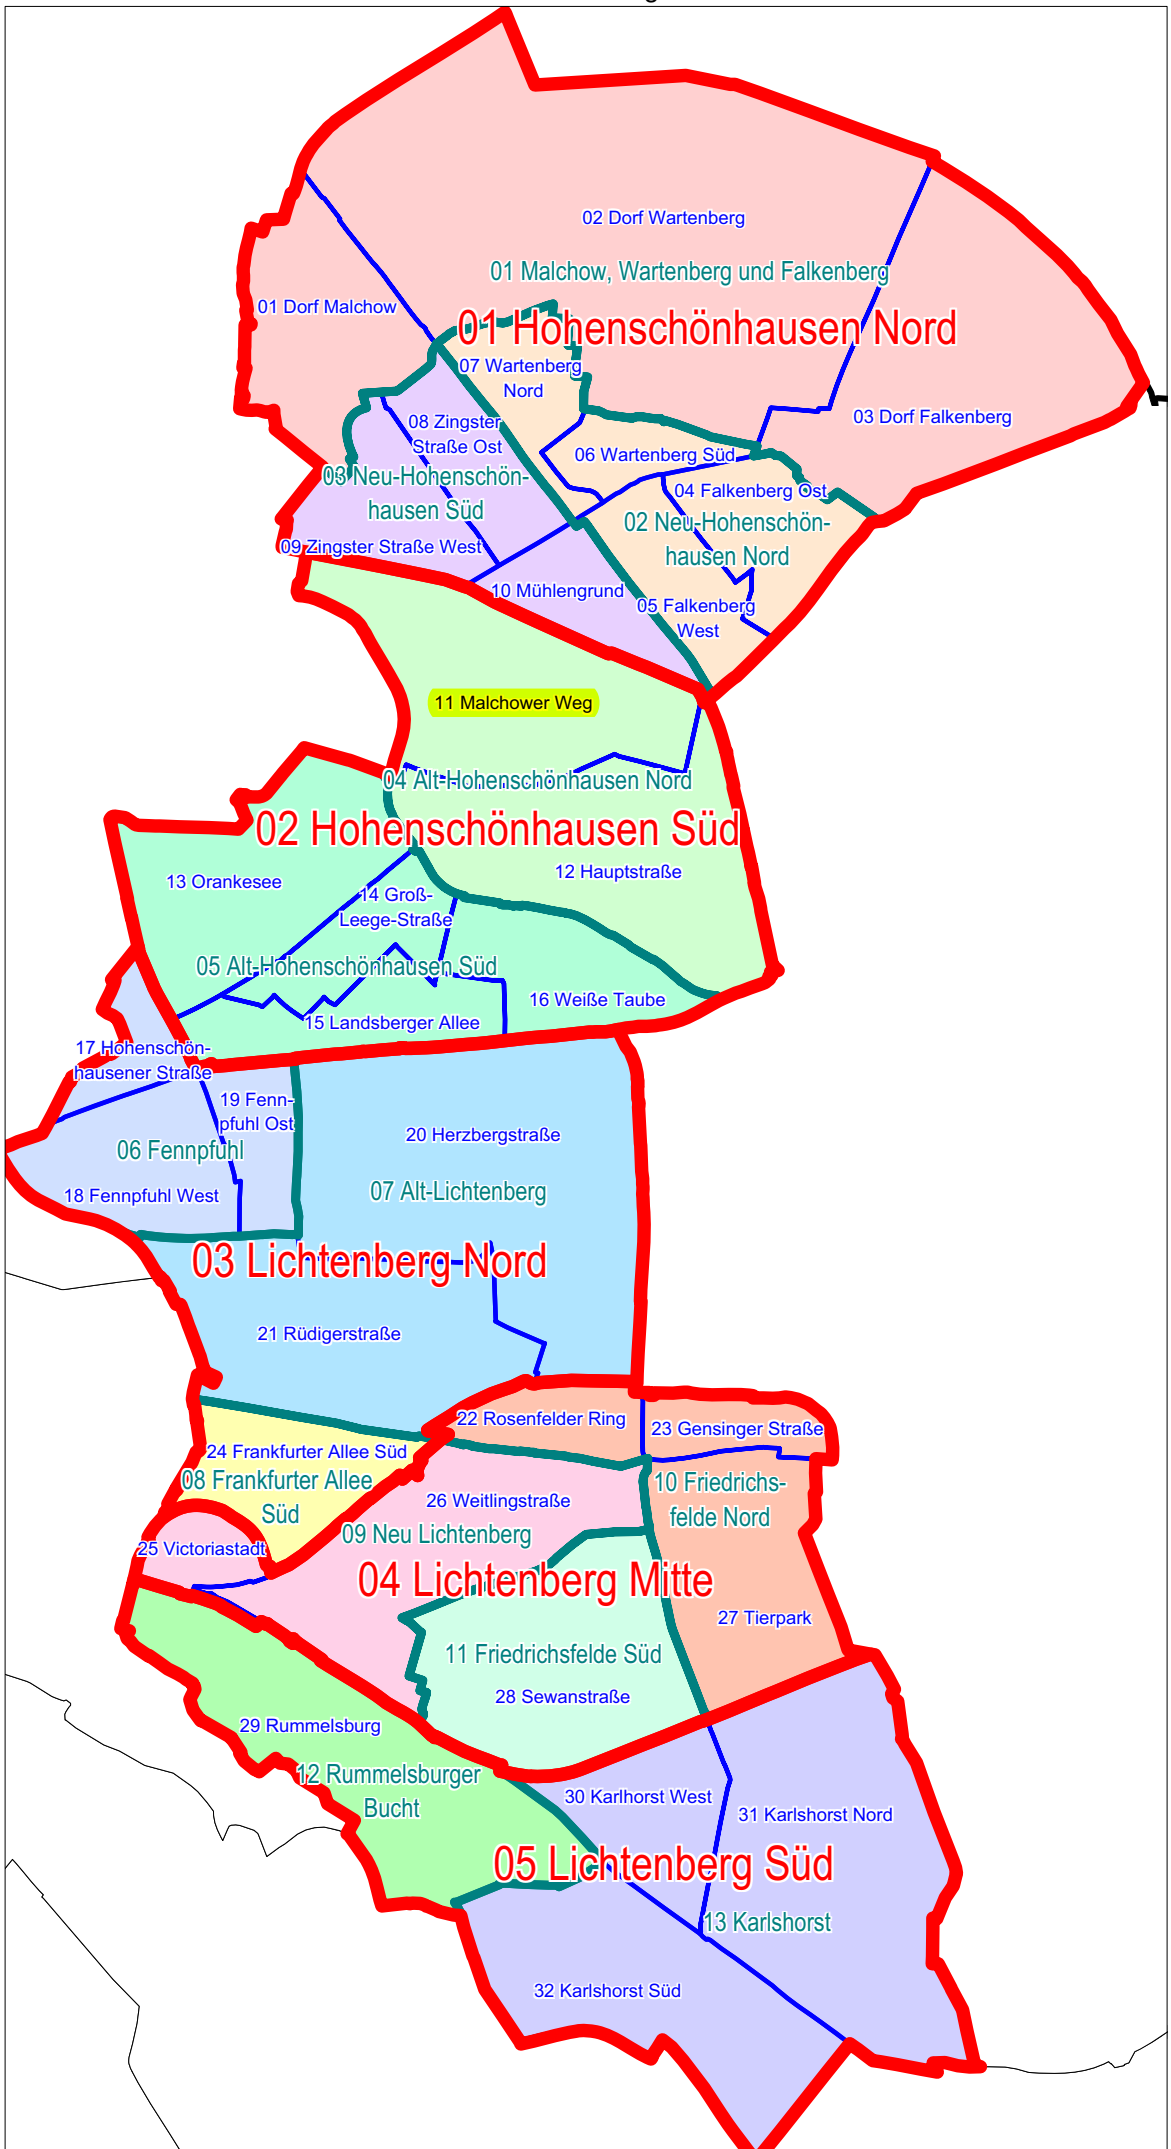 02 Dorf Wartenberg
01 Malchow, Wartenberg und Falkenberg
01 Dorf Malchow
01 Hohenschönhausen Nord
07 Wartenberg
Nord
03 Dorf Falkenberg
08 Zingster
Straße Ost
06 Wartenberg Süd
03 Neu-Hohenschön-
hausen Süd
04 Falkenberg Ost
02 Neu-Hohenschön-
hausen Nord
09 Zingster Straße West
10 Mühlengrund
05 Falkenberg
West
11 Malchower Weg
04 Alt-Hohenschönhausen Nord
02 Hohenschönhausen Süd
12 Hauptstraße
13 Orankesee
14 Groß-
Leege-Straße
05 Alt-Hohenschönhausen Süd
16 Weiße Taube
15 Landsberger Allee
17 Hohenschön-
hausener Straße
19 Fenn-
pfuhl Ost
20 Herzbergstraße
06 Fennpfuhl
18 Fennpfuhl West
07 Alt-Lichtenberg
03 Lichtenberg Nord
21 Rüdigerstraße
22 Rosenfelder Ring
23 Gensinger Straße
24 Frankfurter Allee Süd
08 Frankfurter Allee
Süd
10 Friedrichs-
felde Nord
26 Weitlingstraße
09 Neu Lichtenberg
25 Victoriastadt
04 Lichtenberg Mitte
27 Tierpark
11 Friedrichsfelde Süd
28 Sewanstraße
29 Rummelsburg
12 Rummelsburger
Bucht
30 Karlhorst West
31 Karlshorst Nord
05 Lichtenberg Süd
13 Karlshorst
32 Karlshorst Süd